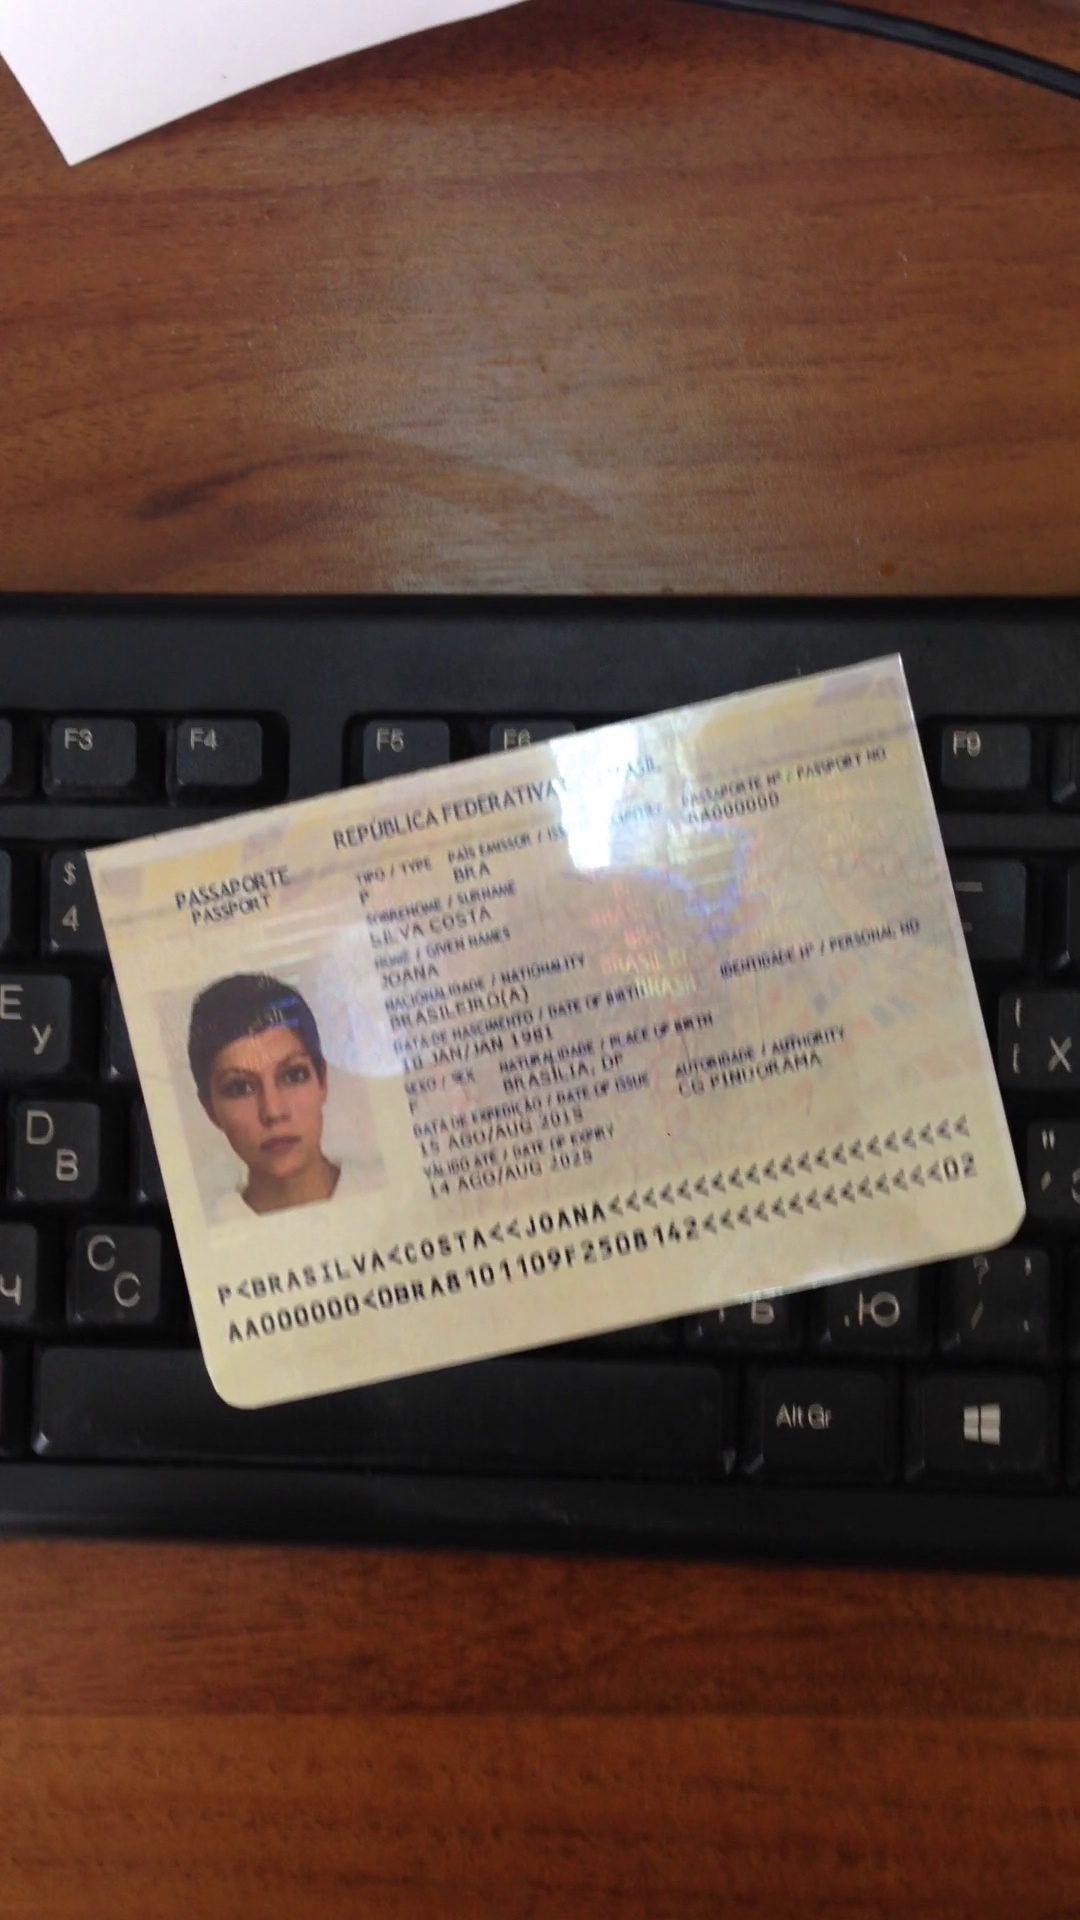 F3 F4 F5 F6 F9
REPÚBLICA FEDERATIVA
PASSAPORTE
PASSPORT
TIPO / TYPE
P
PAÍS EMISSOR /
BRA
PASSAPORTE Nº / PASSPORT NO
AA000000
SOBRENOME / SURNAME
SILVA COSTA
NOME / GIVEN NAMES
JOANA
NACIONALIDADE / NATIONALITY
BRASILEIRO(A)
IDENTIDADE Nº / PERSONAL NO
DATA DE NASCIMENTO / DATE OF BIRTH
10 JAN/JAN 1981
SEXO / SEX
F
NATURALIDADE / PLACE OF BIRTH
BRASÍLIA, DF
DATA DE EXPEDIÇÃO / DATE OF ISSUE
15 AGO/AUG 2015
AUTORIDADE / AUTHORITY
CG PINDORAMA
VÁLIDO ATÉ / DATE OF EXPIRY
14 AGO/AUG 2025
P<BRASILVA<COSTA<<JOANA<<<<<<<<<<<<<<<<<<<<<
AA000000<0BRA8101109F2508142<<<<<<<<<<<<<<02
$
4
E
У
D
В
C
С
Ч
Х
Ь
.Ю
Alt Gr